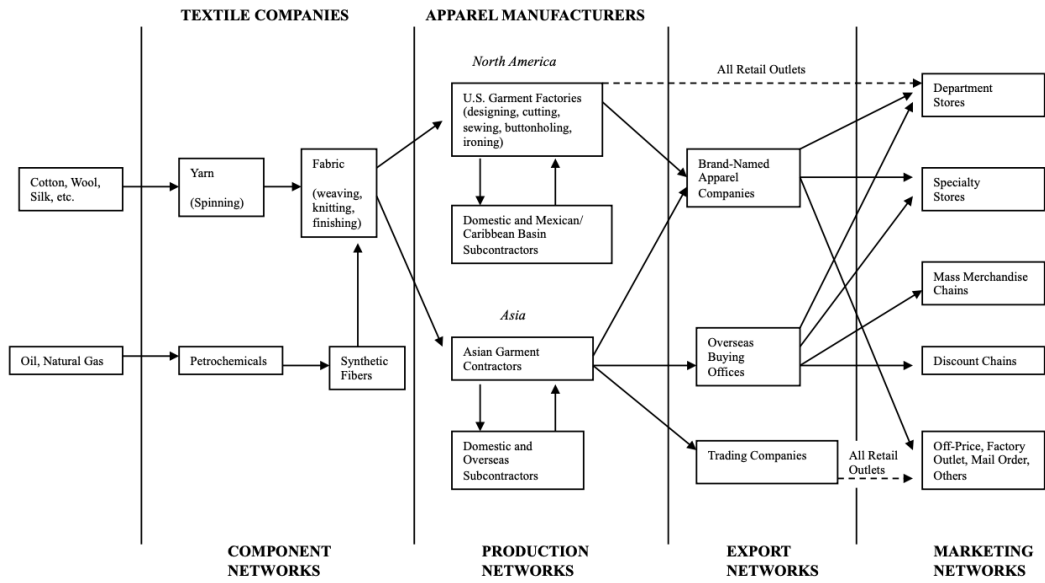 TEXTILE COMPANIES
APPAREL MANUFACTURERS
North America
All Retail Outlets
Cotton, Wool,
Silk, etc.
Yarn
(Spinning)
Fabric
(weaving,
knitting,
finishing)
U.S. Garment Factories
(designing, cutting,
sewing, buttonholing,
ironing)
Domestic and Mexican/
Caribbean Basin
Subcontractors
Brand-Named
Apparel
Companies
Department
Stores
Specialty
Stores
Mass Merchandise
Chains
Asia
Oil, Natural Gas
Petrochemicals
Synthetic
Fibers
Asian Garment
Contractors
Domestic and
Overseas
Subcontractors
Overseas
Buying
Offices
Trading Companies
All Retail
Outlets
Discount Chains
Off-Price, Factory
Outlet, Mail Order,
Others
COMPONENT
NETWORKS
PRODUCTION
NETWORKS
EXPORT
NETWORKS
MARKETING
NETWORKS